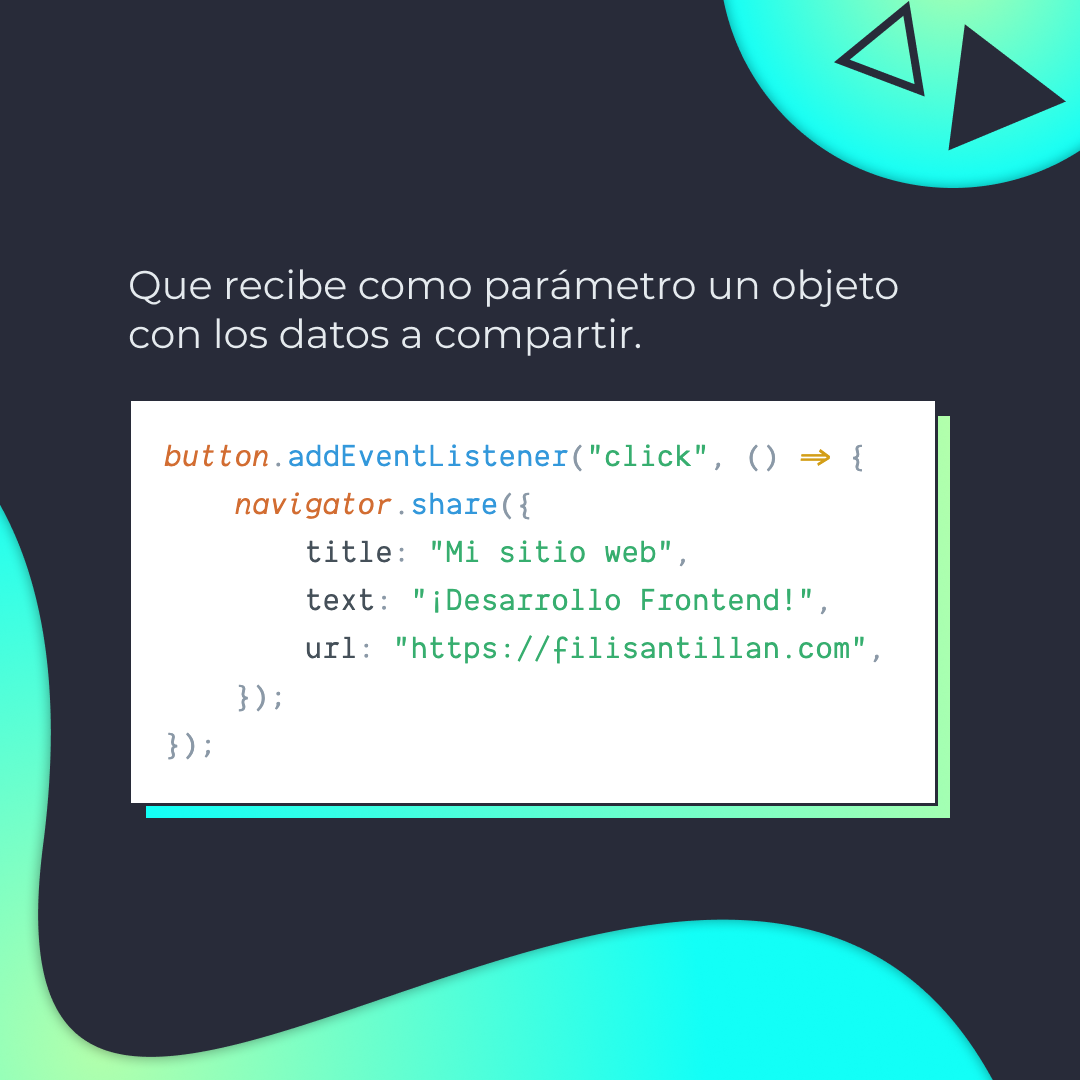 Que recibe como parámetro un objeto
con los datos a compartir.
button.addEventListener("click", () => {
    navigator.share({
        title: "Mi sitio web",
        text: "¡Desarrollo Frontend!",
        url: "https://filisantillan.com",
    });
});